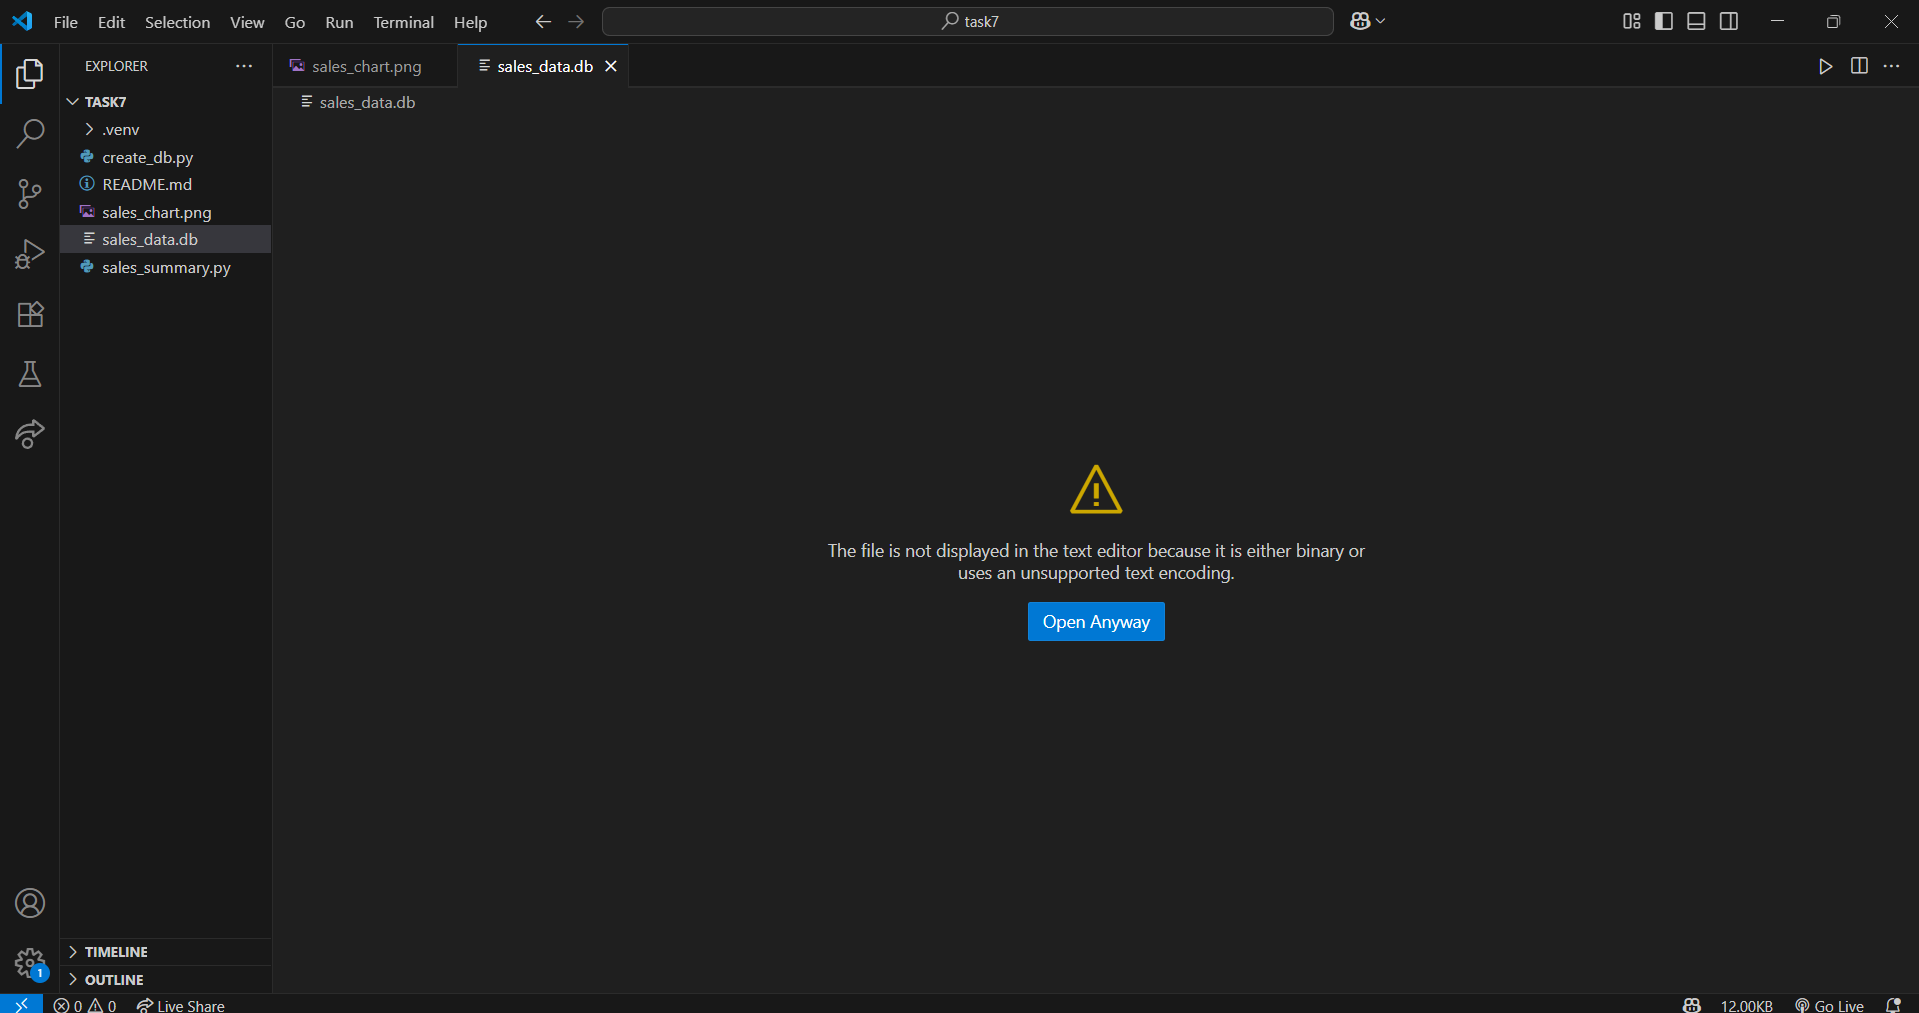 File Edit Selection View Go Run Terminal Help
task7
EXPLORER
TASK7
.venv
create_db.py
README.md
sales_chart.png
sales_data.db
sales_summary.py
sales_chart.png
sales_data.db
sales_data.db
The file is not displayed in the text editor because it is either binary or
uses an unsupported text encoding.
Open Anyway
1
TIMELINE
OUTLINE
0 0 Live Share
12.00KB Go Live